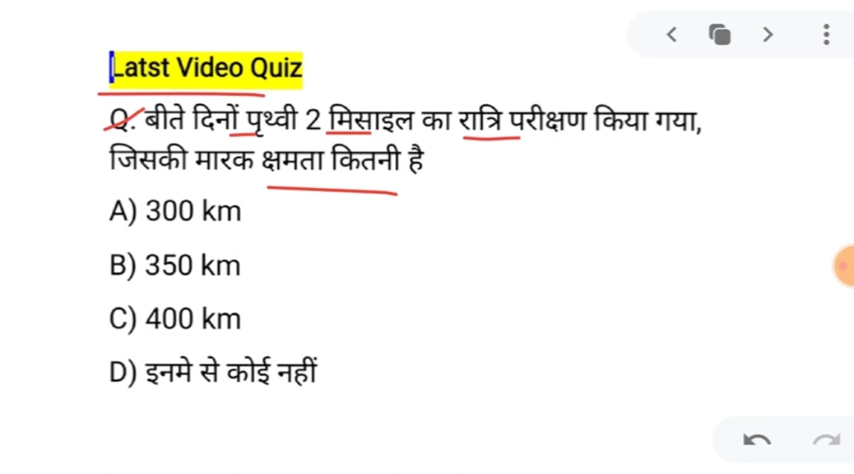 Latst Video Quiz
Q. बीते दिनों पृथ्वी 2 मिसाइल का रात्रि परीक्षण किया गया,
जिसकी मारक क्षमता कितनी है
A) 300 km
B) 350 km
C) 400 km
D) इनमे से कोई नहीं